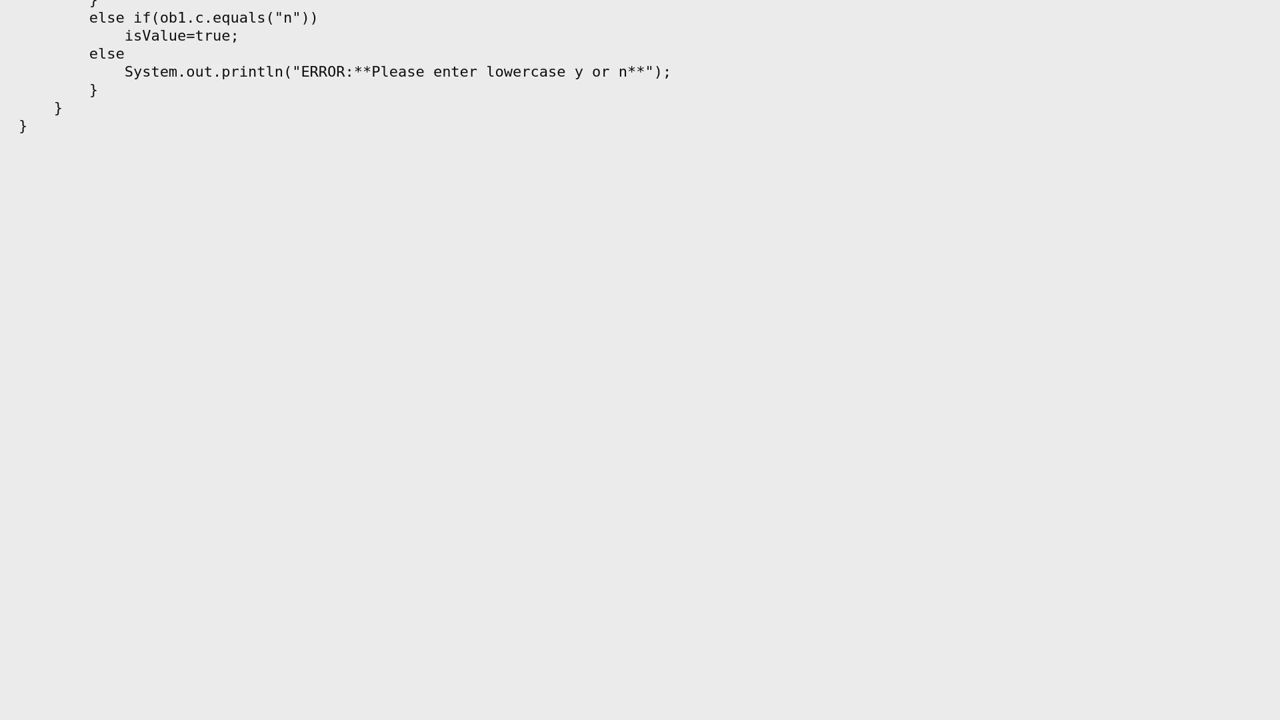 }
else if(ob1.c.equals("n"))
isValue=true;
else
System.out.println("ERROR:**Please enter lowercase y or n**");
}
}
}